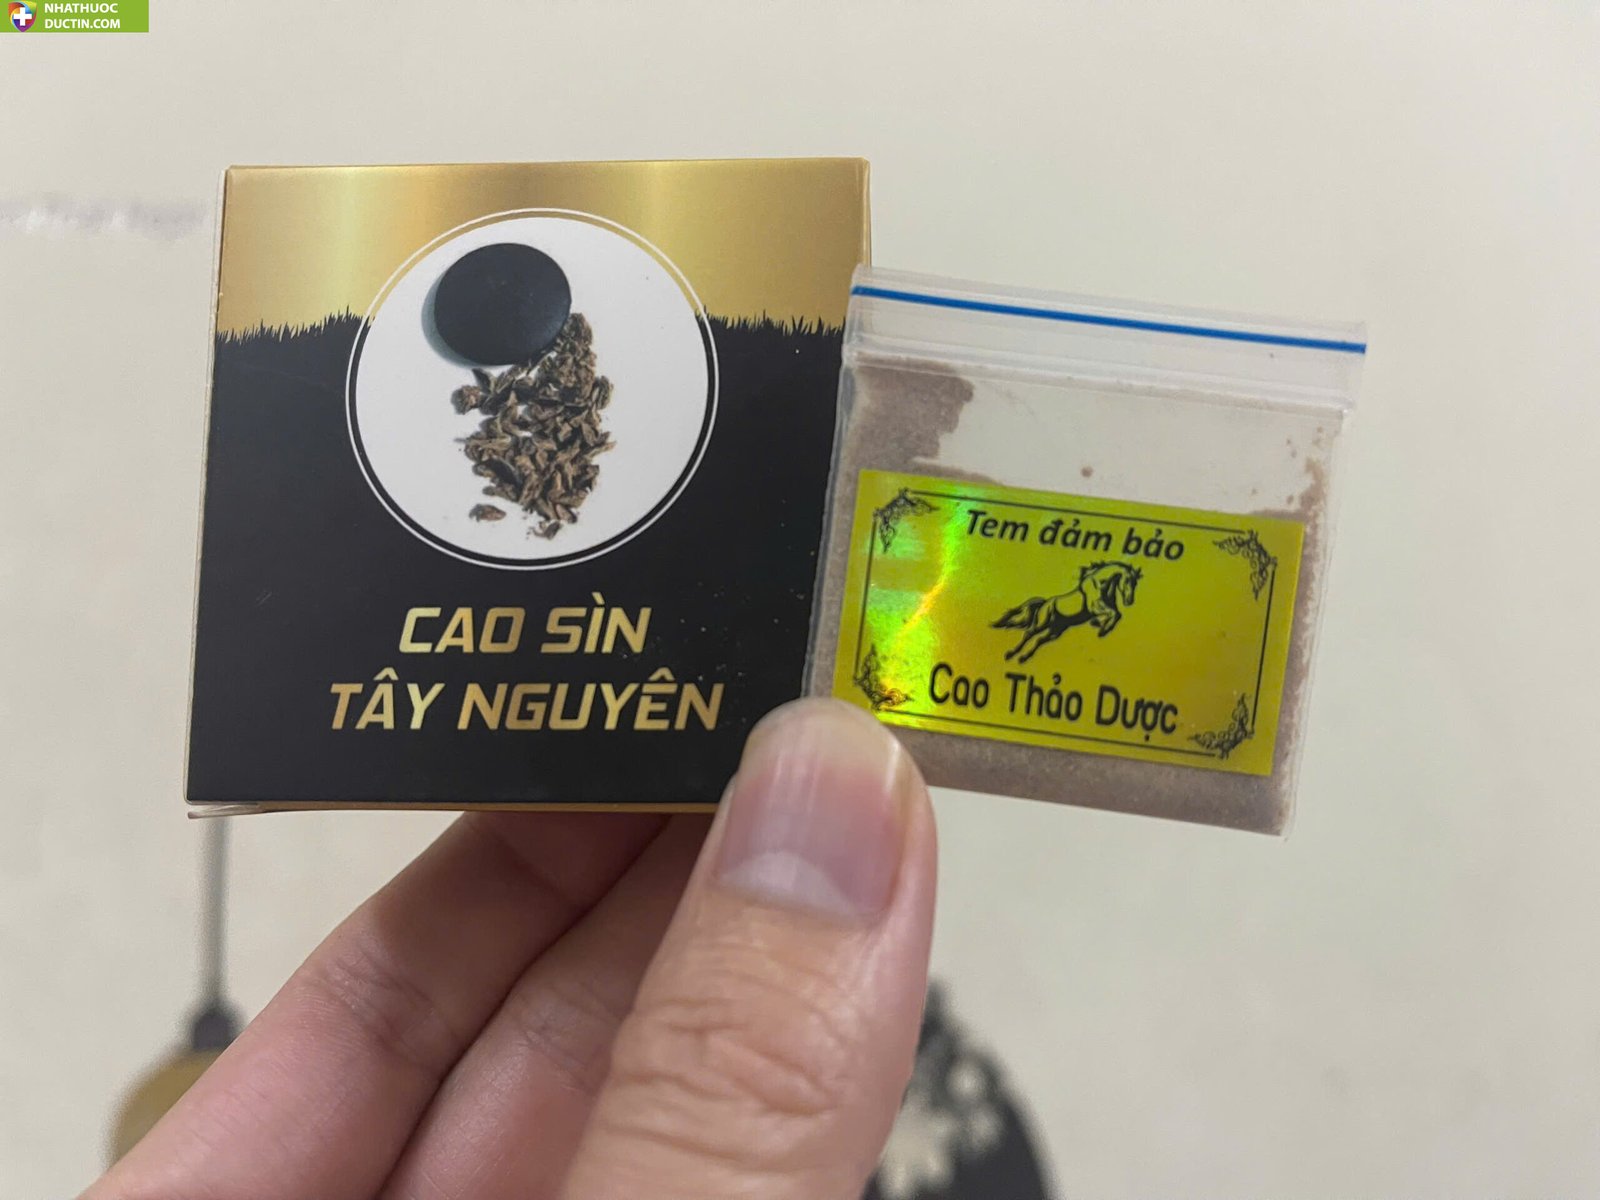 NHATHUOC
DUCTIN.COM
CAO SÌN
TÂY NGUYÊN
Tem đảm bảo
Cao Thảo Dược